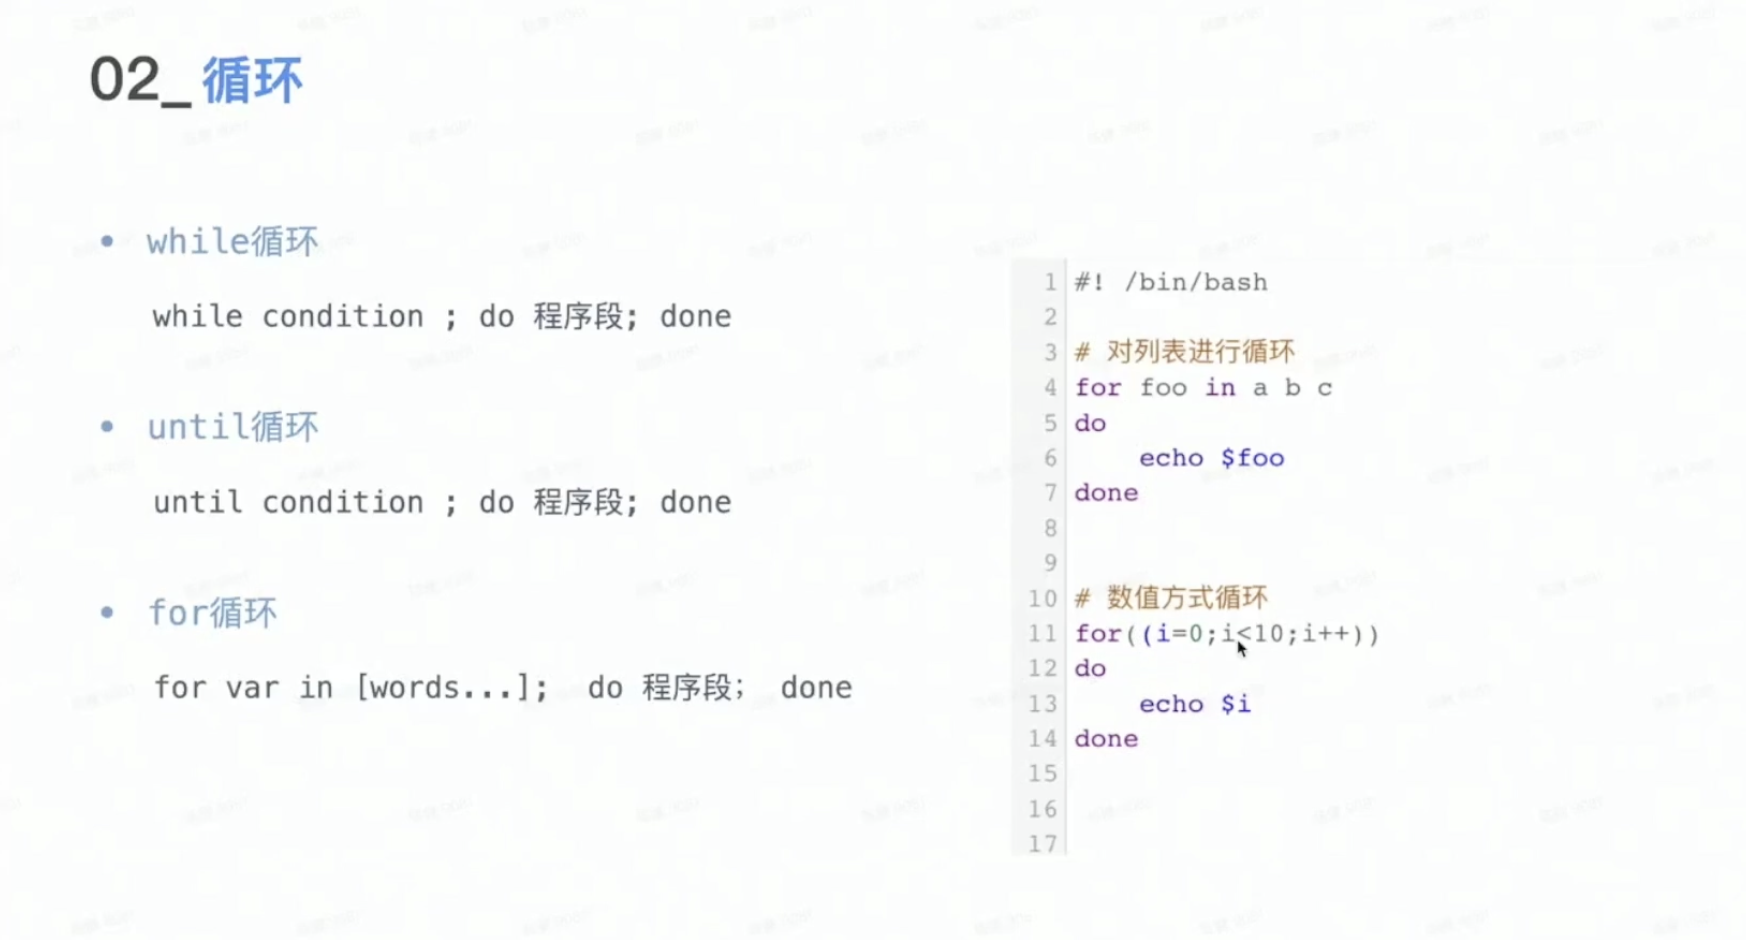 02_循环
• while循环
while condition ; do 程序段; done
• until循环
until condition ; do 程序段; done
• for循环
for var in [words...]; do 程序段; done
1 #! /bin/bash
2
3 # 对列表进行循环
4 for foo in a b c
5 do
6 echo $foo
7 done
8
9
10 # 数值方式循环
11 for((i=0;i<10;i++))
12 do
13 echo $i
14 done
15
16
17